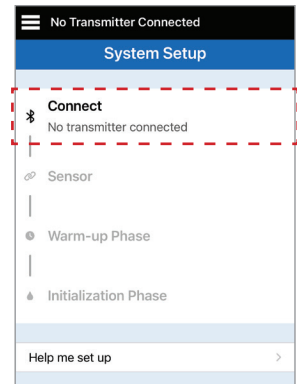 No Transmitter Connected
System Setup
Connect
No transmitter connected
Sensor
Warm-up Phase
Initialization Phase
Help me set up